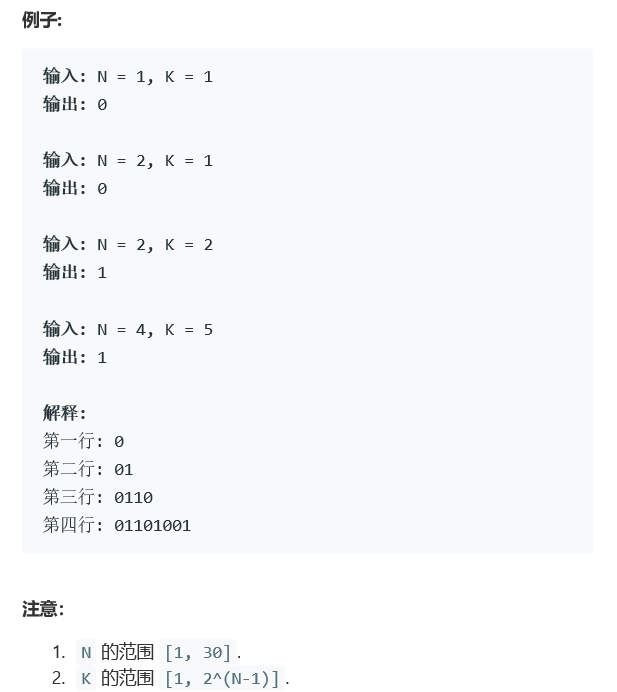 例子:
输入: N = 1, K = 1
输出: 0
输入: N = 2, K = 1
输出: 0
输入: N = 2, K = 2
输出: 1
输入: N = 4, K = 5
输出: 1
解释:
第一行: 0
第二行: 01
第三行: 0110
第四行: 01101001
注意：
1. N 的范围 [1, 30].
2. K 的范围 [1, 2^(N-1)].